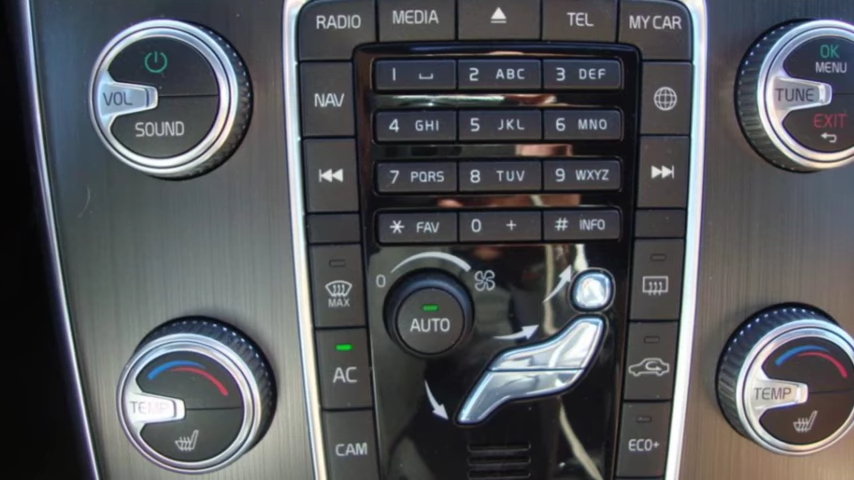 RADIO MEDIA TEL MY CAR
OK
MENU
VOL
SOUND
NAV
1 2 ABC 3 DEF
4 GHI 5 JKL 6 MNO
7 PQRS 8 TUV 9 WXYZ
* FAV 0 + # INFO
TUNE
EXIT
0
MAX
AUTO
AC
TEMP
TEMP
CAM
ECO+